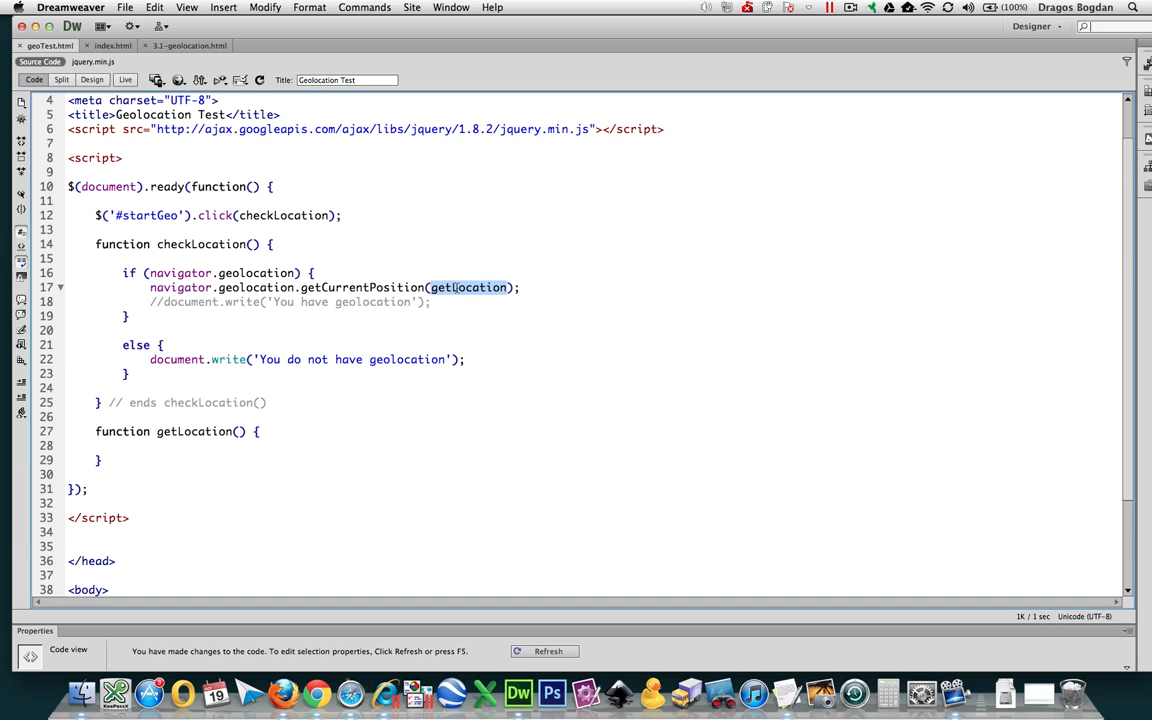 Dreamweaver File Edit View Insert Modify Format Commands Site Window Help (100%) Dragos Bogdan
Dw Designer
× geoTest.html × index.html × 3.1-geolocation.html
Source Code jquery.min.js
Code Split Design Live Title: Geolocation Test
4 <meta charset="UTF-8">
5 <title>Geolocation Test</title>
6 <script src="http://ajax.googleapis.com/ajax/libs/jquery/1.8.2/jquery.min.js"></script>
7
8 <script>
9
10 $(document).ready(function() {
11
12 $('#startGeo').click(checkLocation);
13
14 function checkLocation() {
15
16 if (navigator.geolocation) {
17 navigator.geolocation.getCurrentPosition(getLocation);
18 //document.write('You have geolocation');
19 }
20
21 else {
22 document.write('You do not have geolocation');
23 }
24
25 } // ends checkLocation()
26
27 function getLocation() {
28
29 }
30
31 });
32
33 </script>
34
35
36 </head>
37
38 <body>
1K / 1 sec Unicode (UTF-8)
Properties
Code view You have made changes to the code. To edit selection properties, Click Refresh or press F5. Refresh
19 Dw Ps